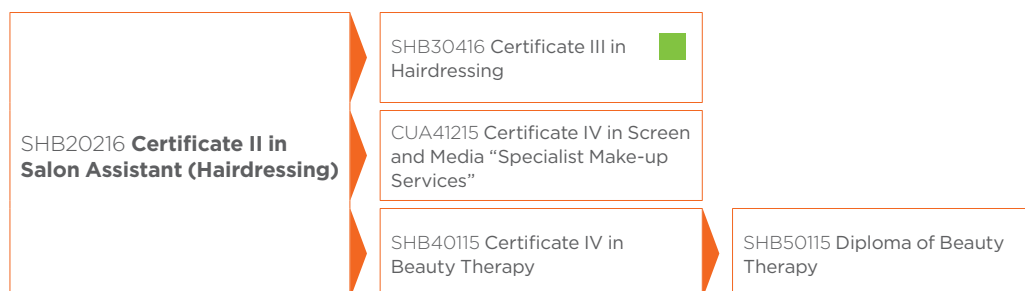 SHB20216 Certificate II in
Salon Assistant (Hairdressing)
SHB30416 Certificate III in
Hairdressing
CUA41215 Certificate IV in Screen
and Media “Specialist Make-up
Services”
SHB40115 Certificate IV in
Beauty Therapy
SHB50115 Diploma of Beauty
Therapy